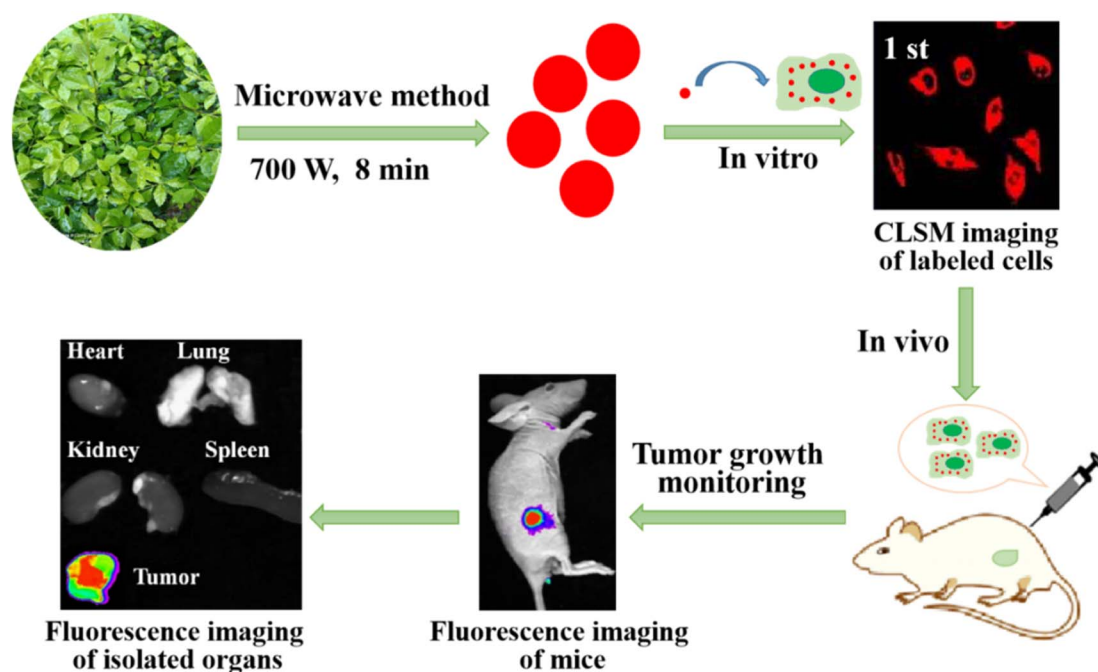 Microwave method
700 W, 8 min
In vitro
1 st
CLSM imaging
of labeled cells
In vivo
Tumor growth
monitoring
Fluorescence imaging
of mice
Heart
Lung
Kidney
Spleen
Tumor
Fluorescence imaging
of isolated organs